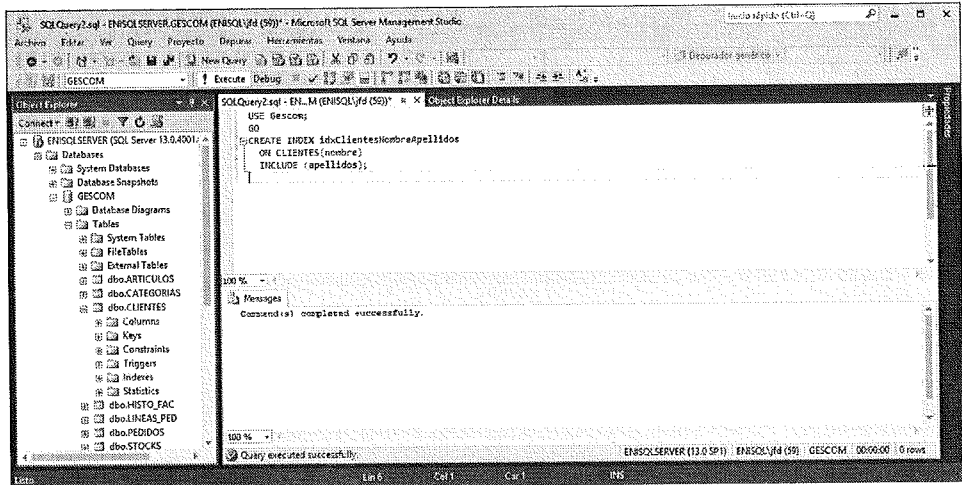 SQLQuery2.sql - ENISQLSERVER.GESCOM (ENISQL\jfd (59))* - Microsoft SQL Server Management Studio
Inicio rápido (Ctrl+Q)
Archivo Editar Ver Query Proyecto Depurar Herramientas Ventana Ayuda
New Query
Depurador genérico
GESCOM
Execute Debug
Object Explorer
SQLQuery2.sql - EN...M (ENISQL\jfd (59))*
Object Explorer Details
Propiedades
Connect
ENISQLSERVER (SQL Server 13.0.4001.
Databases
System Databases
Database Snapshots
GESCOM
Database Diagrams
Tables
System Tables
FileTables
External Tables
dbo.ARTICULOS
dbo.CATEGORIAS
dbo.CLIENTES
Columns
Keys
Constraints
Triggers
Indexes
Statistics
dbo.HISTO_FAC
dbo.LINEAS_PED
dbo.PEDIDOS
dbo.STOCKS
USE Gescom;
GO
CREATE INDEX idxClientesNombreApellidos
ON CLIENTES(nombre)
INCLUDE (apellidos);
100 %
Messages
Command(s) completed successfully.
100 %
Query executed successfully.
ENISQLSERVER (13.0 SP1) ENISQL\jfd (59) GESCOM 00:00:00 0 rows
Listo
Lín 6 Col 1 Car 1 INS